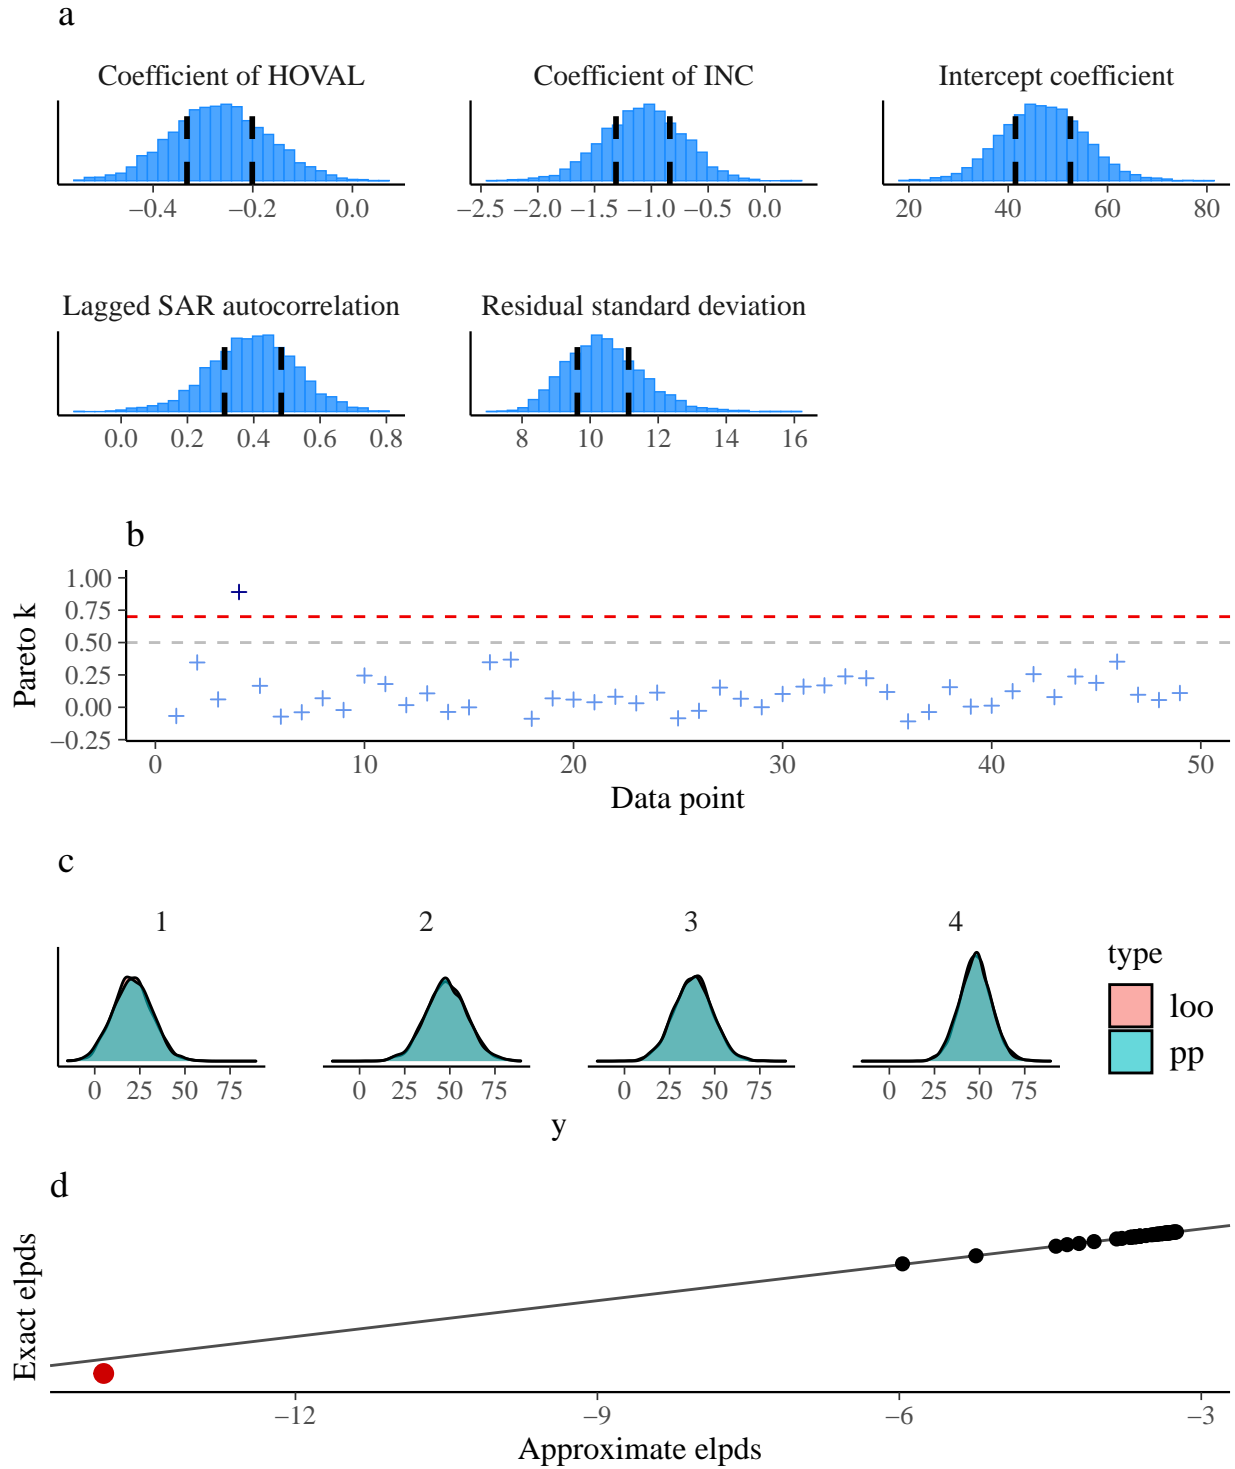 a
Coefficient of HOVAL Coefficient of INC Intercept coefficient
−0.4 −0.2 0.0 −2.5 −2.0 −1.5 −1.0 −0.5 0.0 20 40 60 80
Lagged SAR autocorrelation Residual standard deviation
0.0 0.2 0.4 0.6 0.8 8 10 12 14 16
b
Pareto k
1.00
0.75
0.50
0.25
0.00
−0.25
0 10 20 30 40 50
Data point
c
1 2 3 4
0 25 50 75 0 25 50 75 0 25 50 75 0 25 50 75
y
type
loo
pp
d
Exact elpds
−12 −9 −6 −3
Approximate elpds